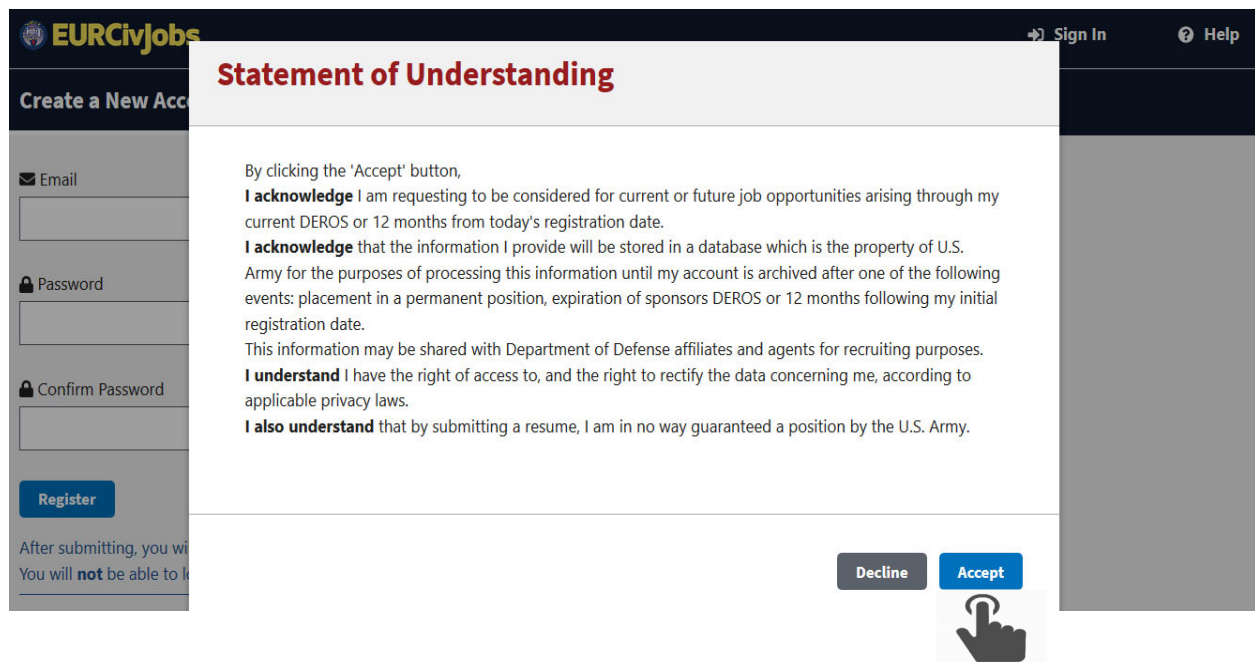 EURCivJobs
Sign In
Help
Create a New Acc
Statement of Understanding
Email
Password
Confirm Password
Register
After submitting, you wi
You will not be able to l
By clicking the 'Accept' button,
I acknowledge I am requesting to be considered for current or future job opportunities arising through my
current DEROS or 12 months from today's registration date.
I acknowledge that the information I provide will be stored in a database which is the property of U.S.
Army for the purposes of processing this information until my account is archived after one of the following
events: placement in a permanent position, expiration of sponsors DEROS or 12 months following my initial
registration date.
This information may be shared with Department of Defense affiliates and agents for recruiting purposes.
I understand I have the right of access to, and the right to rectify the data concerning me, according to
applicable privacy laws.
I also understand that by submitting a resume, I am in no way guaranteed a position by the U.S. Army.
Decline
Accept